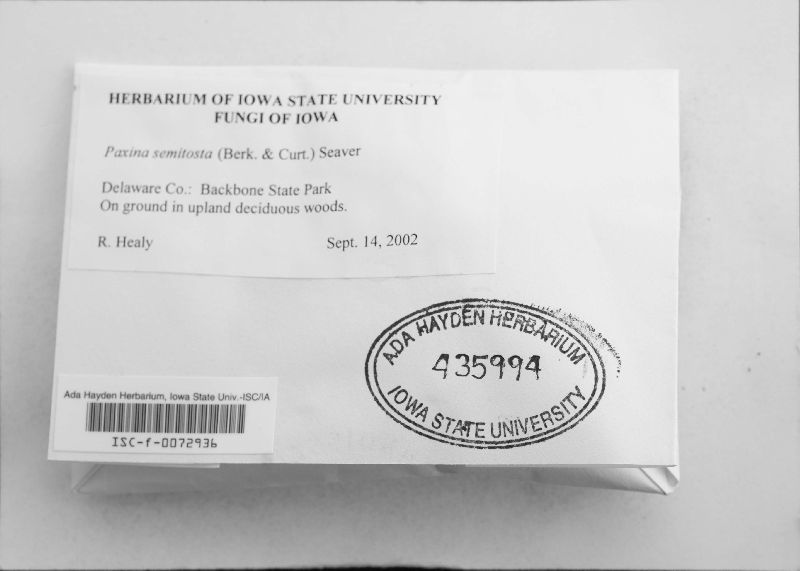 HERBARIUM OF IOWA STATE UNIVERSITY
FUNGI OF IOWA
Paxina semitosta (Berk. & Curt.) Seaver
Delaware Co.: Backbone State Park
On ground in upland deciduous woods.
R. Healy Sept. 14, 2002
ADA HAYDEN HERBARIUM
435994
IOWA STATE UNIVERSITY
Ada Hayden Herbarium, Iowa State Univ.-ISC/IA
ISC-f-0072936